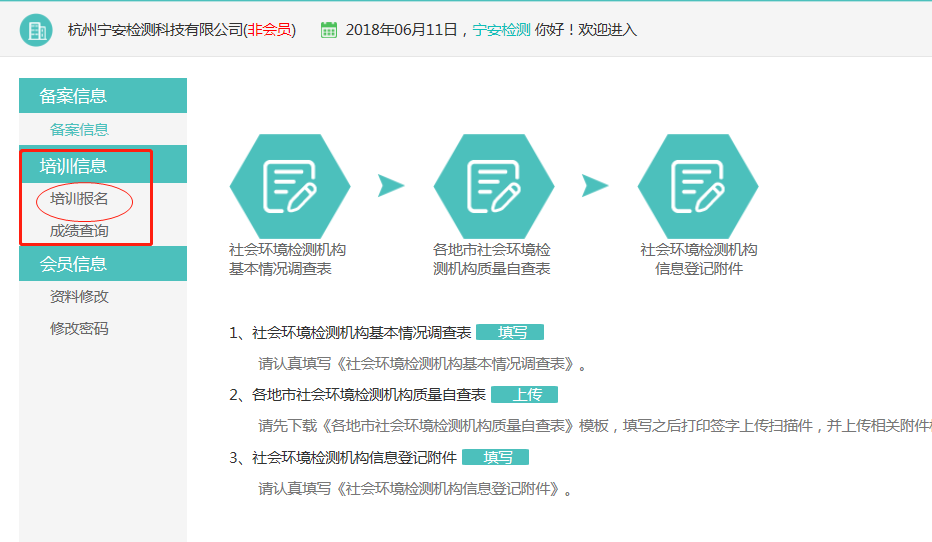 杭州宁安检测科技有限公司(非会员) 2018年06月11日，宁安检测 你好！欢迎进入
备案信息
备案信息
培训信息
培训报名
成绩查询
会员信息
资料修改
修改密码
社会环境检测机构
基本情况调查表
各地市社会环境检
测机构质量自查表
社会环境检测机构
信息登记附件
1、社会环境检测机构基本情况调查表 填写
请认真填写《社会环境检测机构基本情况调查表》。
2、各地市社会环境检测机构质量自查表 上传
请先下载《各地市社会环境检测机构质量自查表》模板，填写之后打印签字上传扫描件，并上传相关附件
3、社会环境检测机构信息登记附件 填写
请认真填写《社会环境检测机构信息登记附件》。